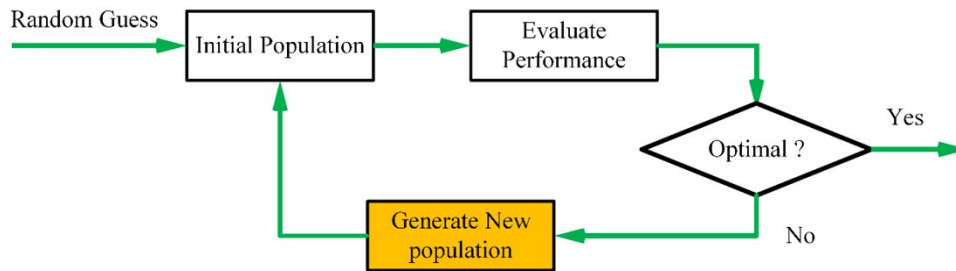 Random Guess
Initial Population
Evaluate
Performance
Optimal ?
Yes
No
Generate New
population